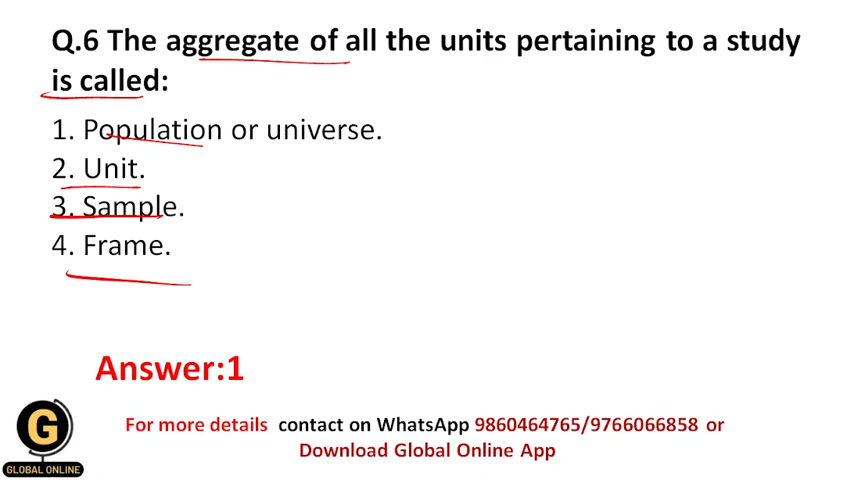 Q.6 The aggregate of all the units pertaining to a study
is called:
1. Population or universe.
2. Unit.
3. Sample.
4. Frame.
Answer:1
For more details contact on WhatsApp 9860464765/9766066858 or
Download Global Online App
G
GLOBAL ONLINE